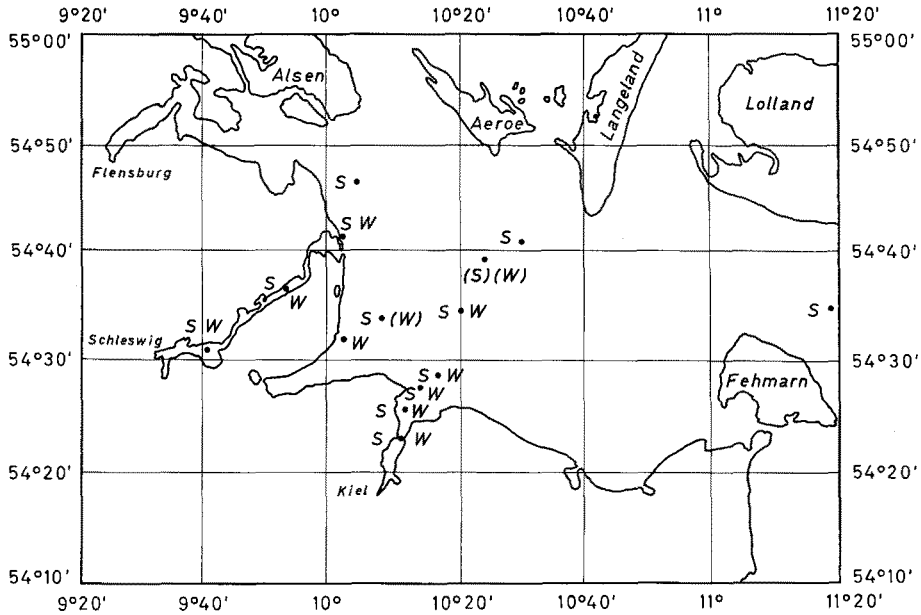 9°20' 9°40' 10° 10°20' 10°40' 11° 11°20'
55°00' 55°00'
Alsen
Langeland
Lolland
Aeroe
54°50' 54°50'
Flensburg
S
S W
S
54°40' 54°40'
(S) (W)
S W
S W
S (W)
S
S W
Schleswig
W
54°30' 54°30'
Fehmarn
S W
S W
S W
S W
54°20' 54°20'
Kiel
54°10' 54°10'
9°20' 9°40' 10° 10°20' 10°40' 11° 11°20'